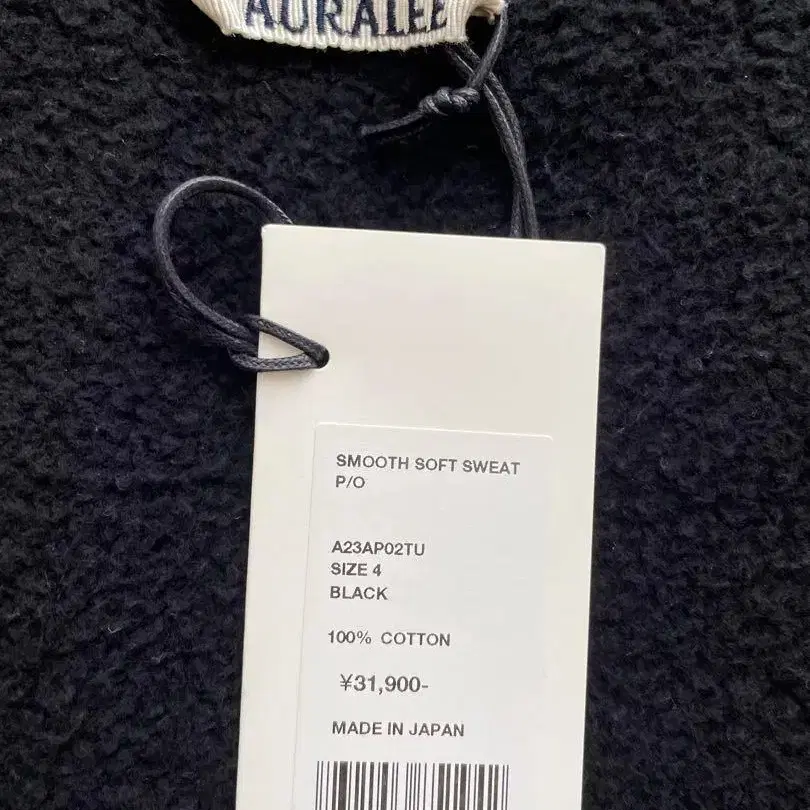 AURALEE
SMOOTH SOFT SWEAT
P/O
A23AP02TU
SIZE 4
BLACK
100% COTTON
¥31,900-
MADE IN JAPAN